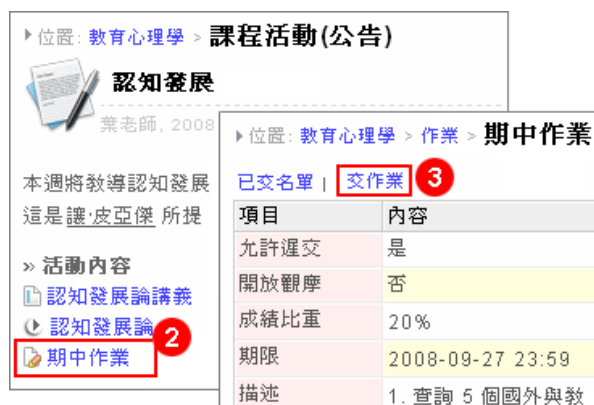 位置: 教育心理學 > 課程活動(公告)
認知發展
葉老師, 2008
本週將教導認知發展
這是讓·皮亞傑 所提
» 活動內容
認知發展論講義
認知發展論
2
期中作業
位置: 教育心理學 > 作業 > 期中作業
已交名單 | 交作業 3
項目 內容
允許遲交 是
開放觀摩 否
成績比重 20%
期限 2008-09-27 23:59
描述 1. 查詢 5 個國外與教